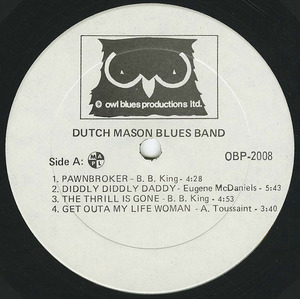 ® owl blues productions ltd.
DUTCH MASON BLUES BAND
Side A: M A P L OBP-2008
1. PAWNBROKER - B. B. King - 4:28
2. DIDDLY DIDDLY DADDY - Eugene McDaniels - 5:43
3. THE THRILL IS GONE - B. B. King - 4:53
4. GET OUTA MY LIFE WOMAN - A. Toussaint - 3:40